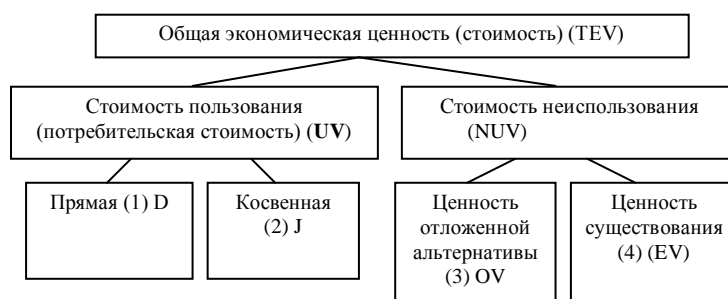 Общая экономическая ценность (стоимость) (TEV)
Стоимость пользования
(потребительская стоимость) (UV)
Стоимость неиспользования
(NUV)
Прямая (1) D
Косвенная
(2) J
Ценность
отложенной
альтернативы
(3) OV
Ценность
существования
(4) (EV)